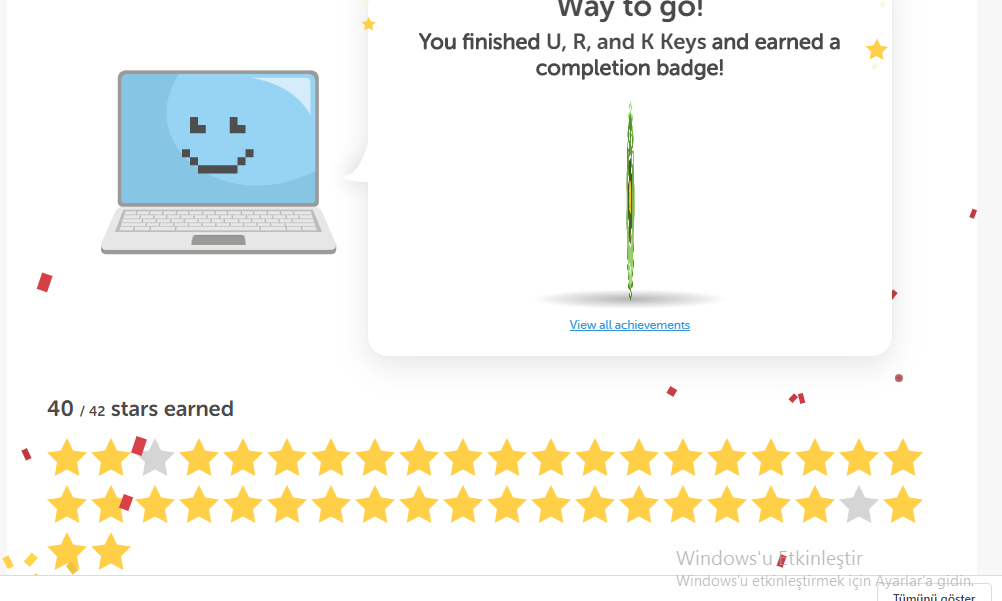 Way to go!
You finished U, R, and K Keys and earned a
completion badge!
View all achievements
40 / 42 stars earned
Windows'u Etkinleştir
Windows'u etkinleştirmek için Ayarlar'a gidin.
Tümünü göster